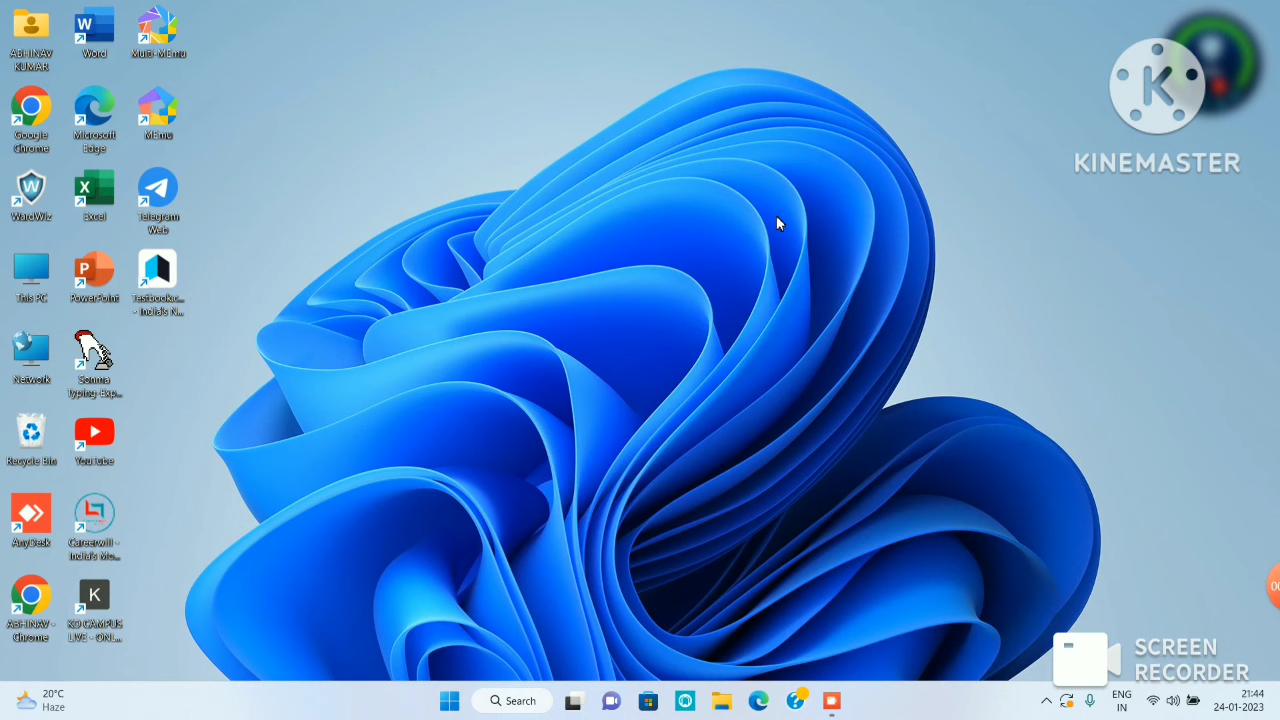 ABHINAV
KUMAR
Word
Multi-MEmu
Google
Chrome
Microsoft
Edge
MEmu
WardWiz
Excel
Telegram
Web
This PC
PowerPoint
Testbook.c...
- India's N...
Network
Sonma
Typing-Exp...
Recycle Bin
YouTube
AnyDesk
Careerwill -
India's Mo...
ABHINAV -
Chrome
K
KD CAMPUS
LIVE - ONL...
K
KINEMASTER
SCREEN
RECORDER
00
20°C
Haze
Search
ENG
IN
21:44
24-01-2023